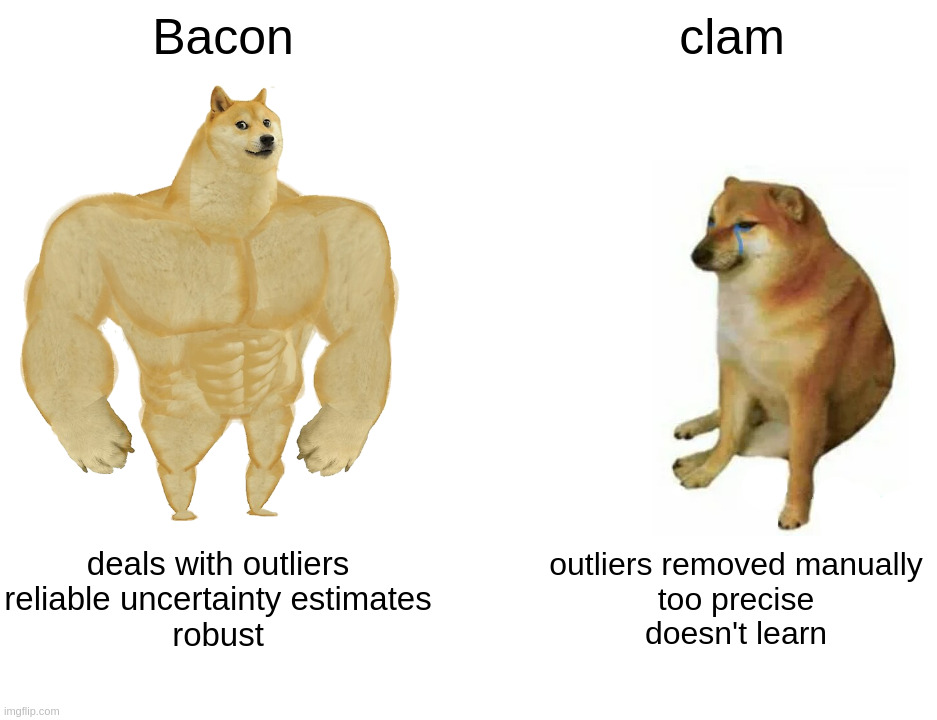 Bacon
clam
deals with outliers
reliable uncertainty estimates
robust
outliers removed manually
too precise
doesn't learn
imgflip.com